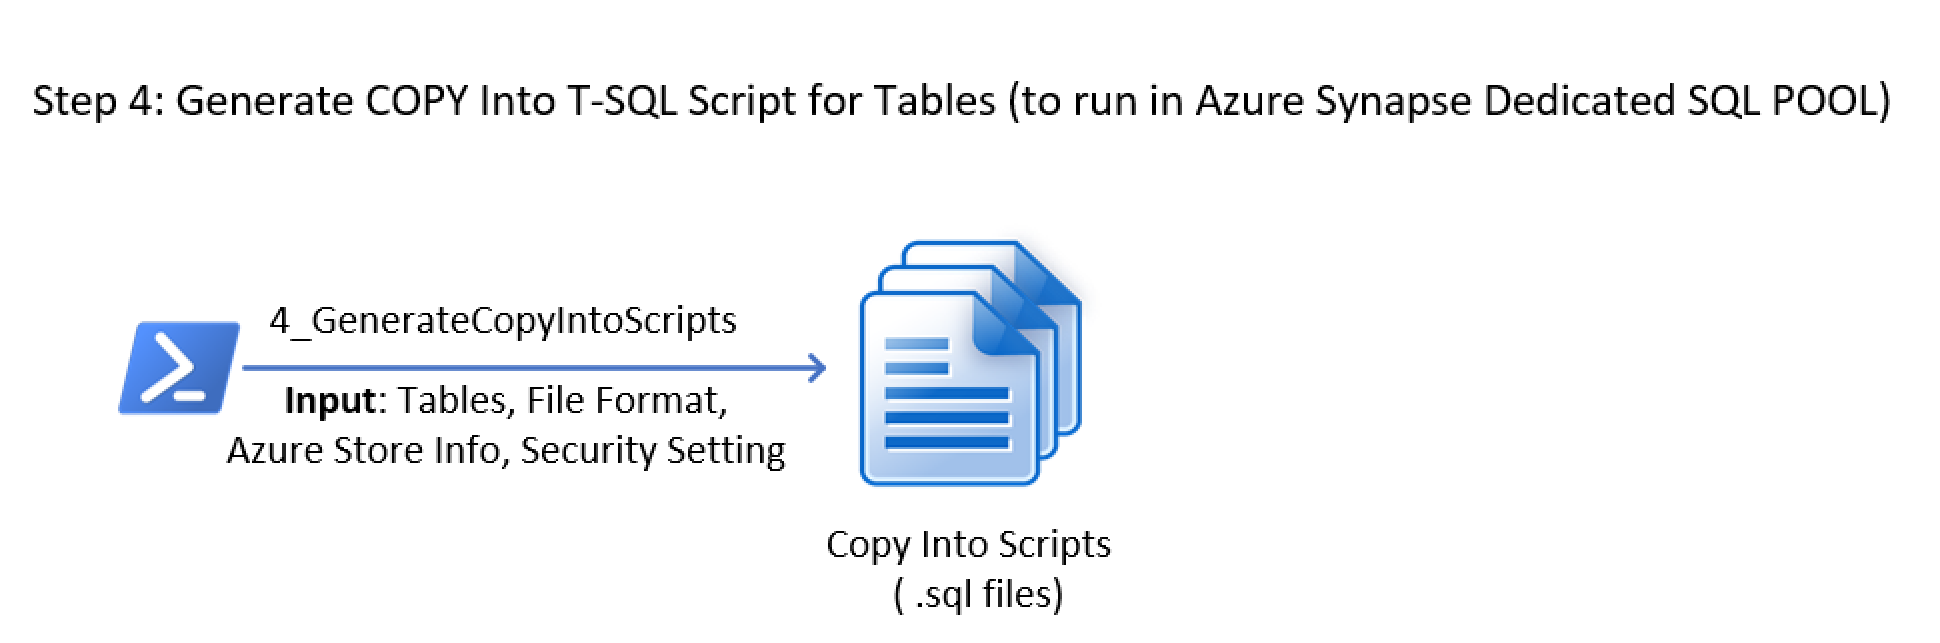 Step 4: Generate COPY Into T-SQL Script for Tables (to run in Azure Synapse Dedicated SQL POOL)
4_GenerateCopyIntoScripts
Input: Tables, File Format,
Azure Store Info, Security Setting
Copy Into Scripts
( .sql files)